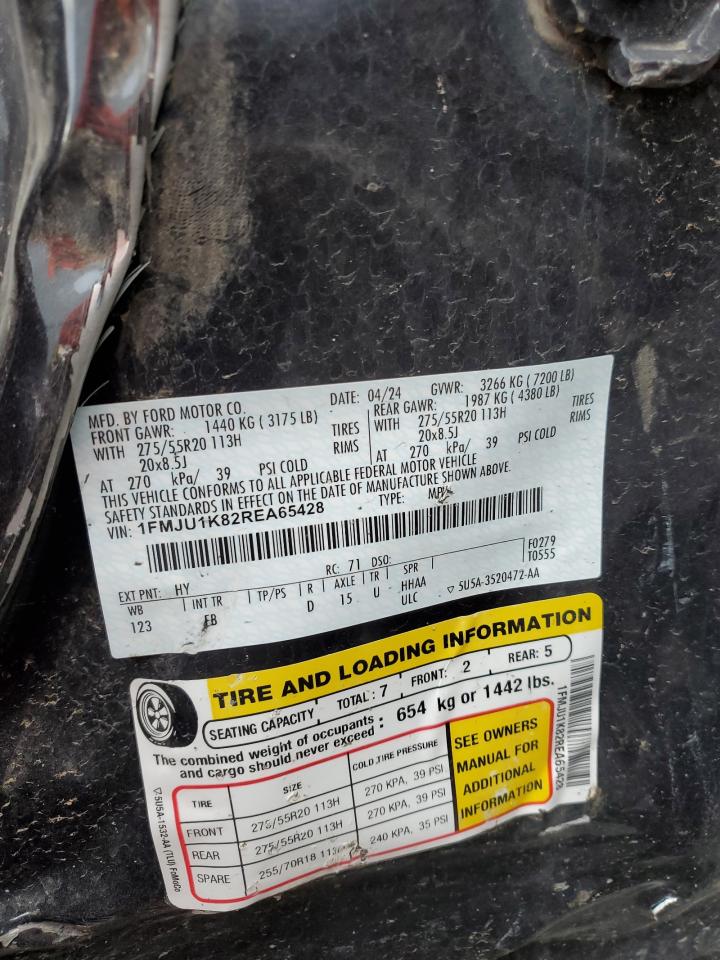 MFD. BY FORD MOTOR CO.
DATE: 04/24 GVWR: 3266 KG ( 7200 LB)
FRONT GAWR: 1440 KG ( 3175 LB)
REAR GAWR: 1987 KG ( 4380 LB)
WITH 275/55R20 113H TIRES
WITH 275/55R20 113H TIRES
20x8.5J RIMS
20x8.5J RIMS
AT 270 kPa/ 39 PSI COLD
AT 270 kPa/ 39 PSI COLD
THIS VEHICLE CONFORMS TO ALL APPLICABLE FEDERAL MOTOR VEHICLE
SAFETY STANDARDS IN EFFECT ON THE DATE OF MANUFACTURE SHOWN ABOVE.
VIN: 1FMJU1K82REA65428 TYPE: MPV
F0279
T0555
EXT PNT: HY RC: 71 DSO:
WB INT TR TP/PS R AXLE TR SPR
123 FB D 15 U HHAA
ULC
5U5A-3520472-AA
TIRE AND LOADING INFORMATION
SEATING CAPACITY TOTAL : 7 FRONT: 2 REAR: 5
The combined weight of occupants : 654 kg or 1442 lbs.
and cargo should never exceed :
TIRE SIZE COLD TIRE PRESSURE
FRONT 275/55R20 113H 270 KPA, 39 PSI
REAR 275/55R20 113H 270 KPA, 39 PSI
SPARE 255/70R18 240 KPA, 35 PSI
SEE OWNERS
MANUAL FOR
ADDITIONAL
INFORMATION
1FMJU1K82REA65428
5U5A-1532-AA (TLU) FoMoCo